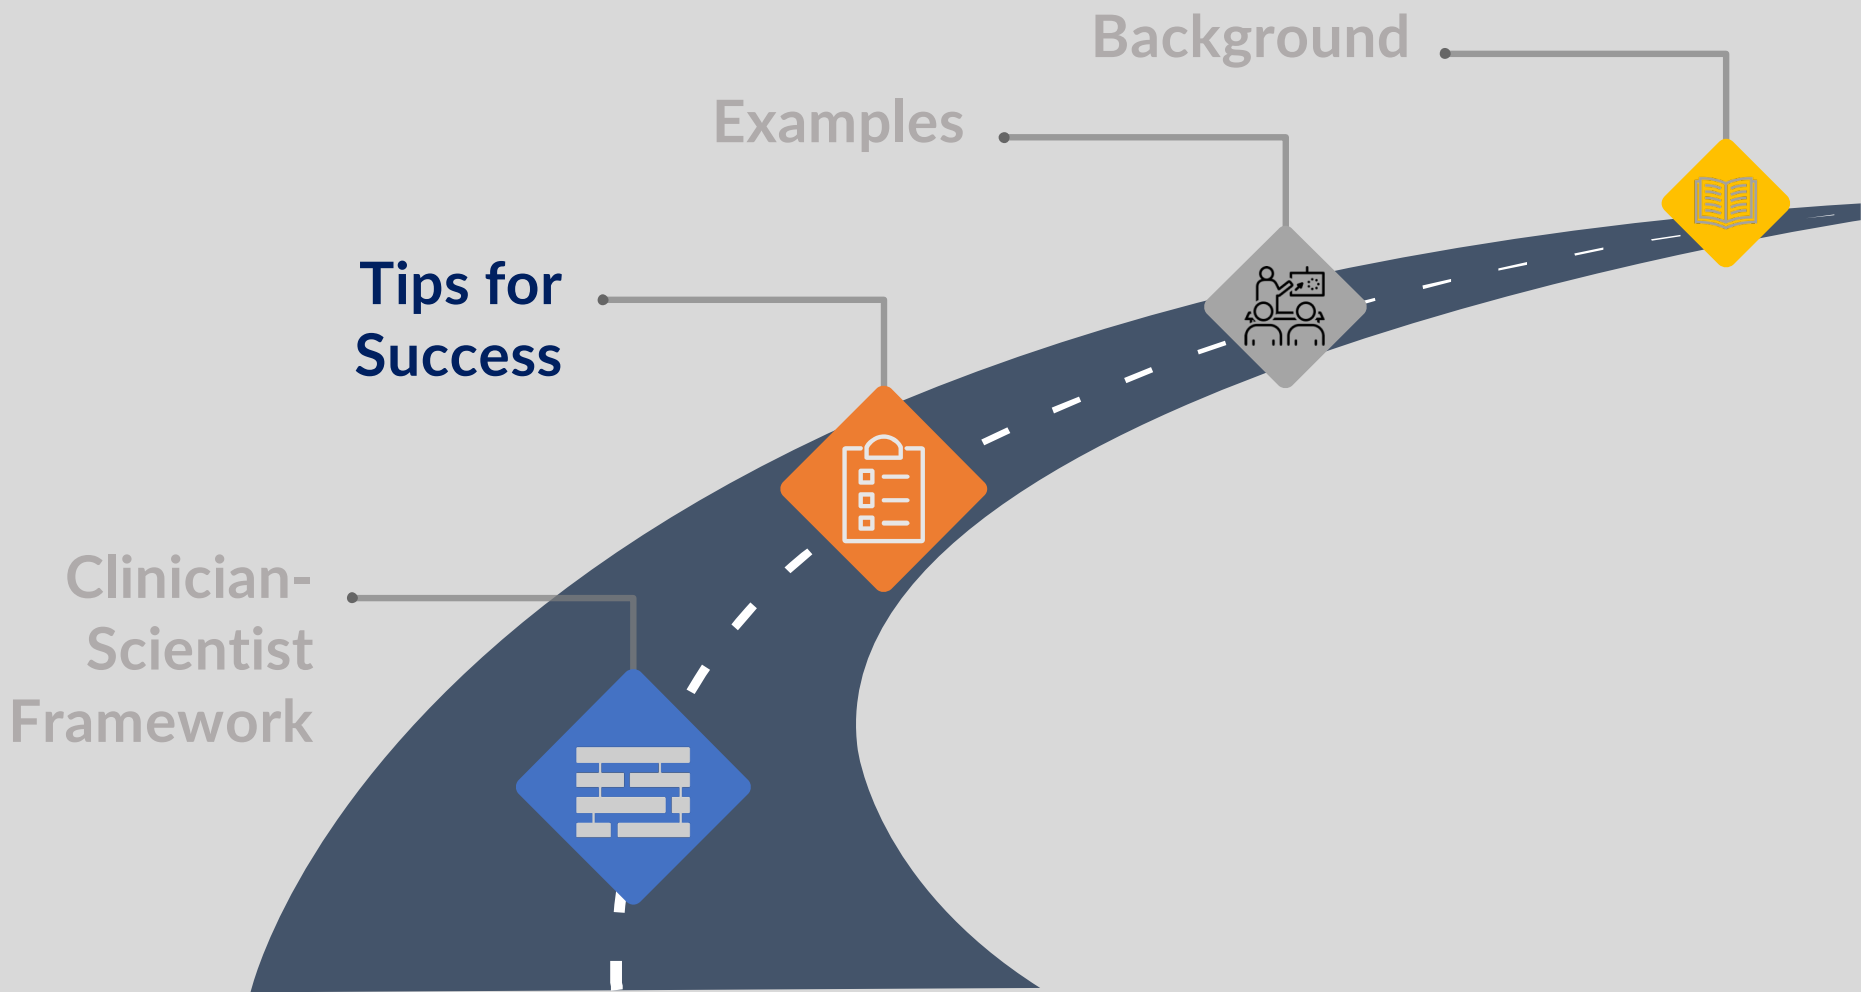 Background
Examples
Tips for
Success
Clinician-
Scientist
Framework